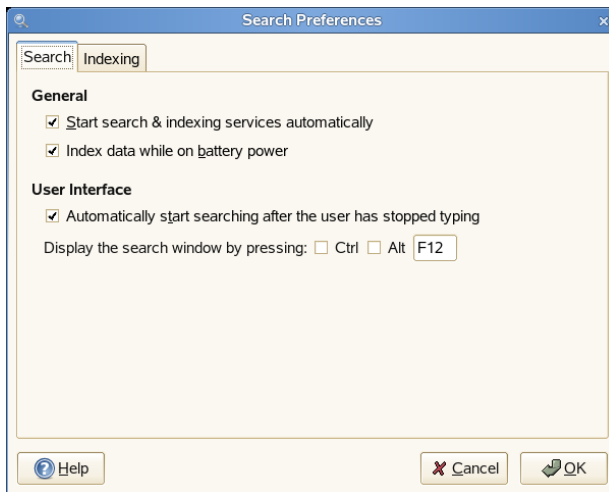 Search Preferences
Search Indexing
General
Start search & indexing services automatically
Index data while on battery power
User Interface
Automatically start searching after the user has stopped typing
Display the search window by pressing: Ctrl Alt F12
Help Cancel OK